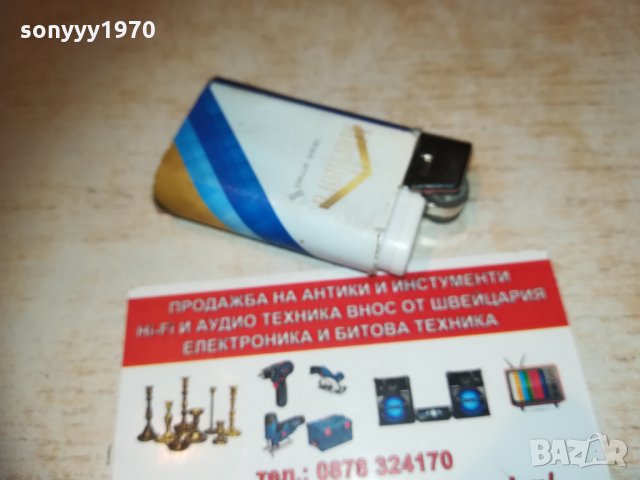 sonyyy1970
ПРОДАЖБА НА АНТИКИ И ИНСТУМЕНТИ
Hi-Fi И АУДИО ТЕХНИКА ВНОС ОТ ШВЕЙЦАРИЯ
ЕЛЕКТРОНИКА И БИТОВА ТЕХНИКА
тел.: 0878 324170
BAZAR